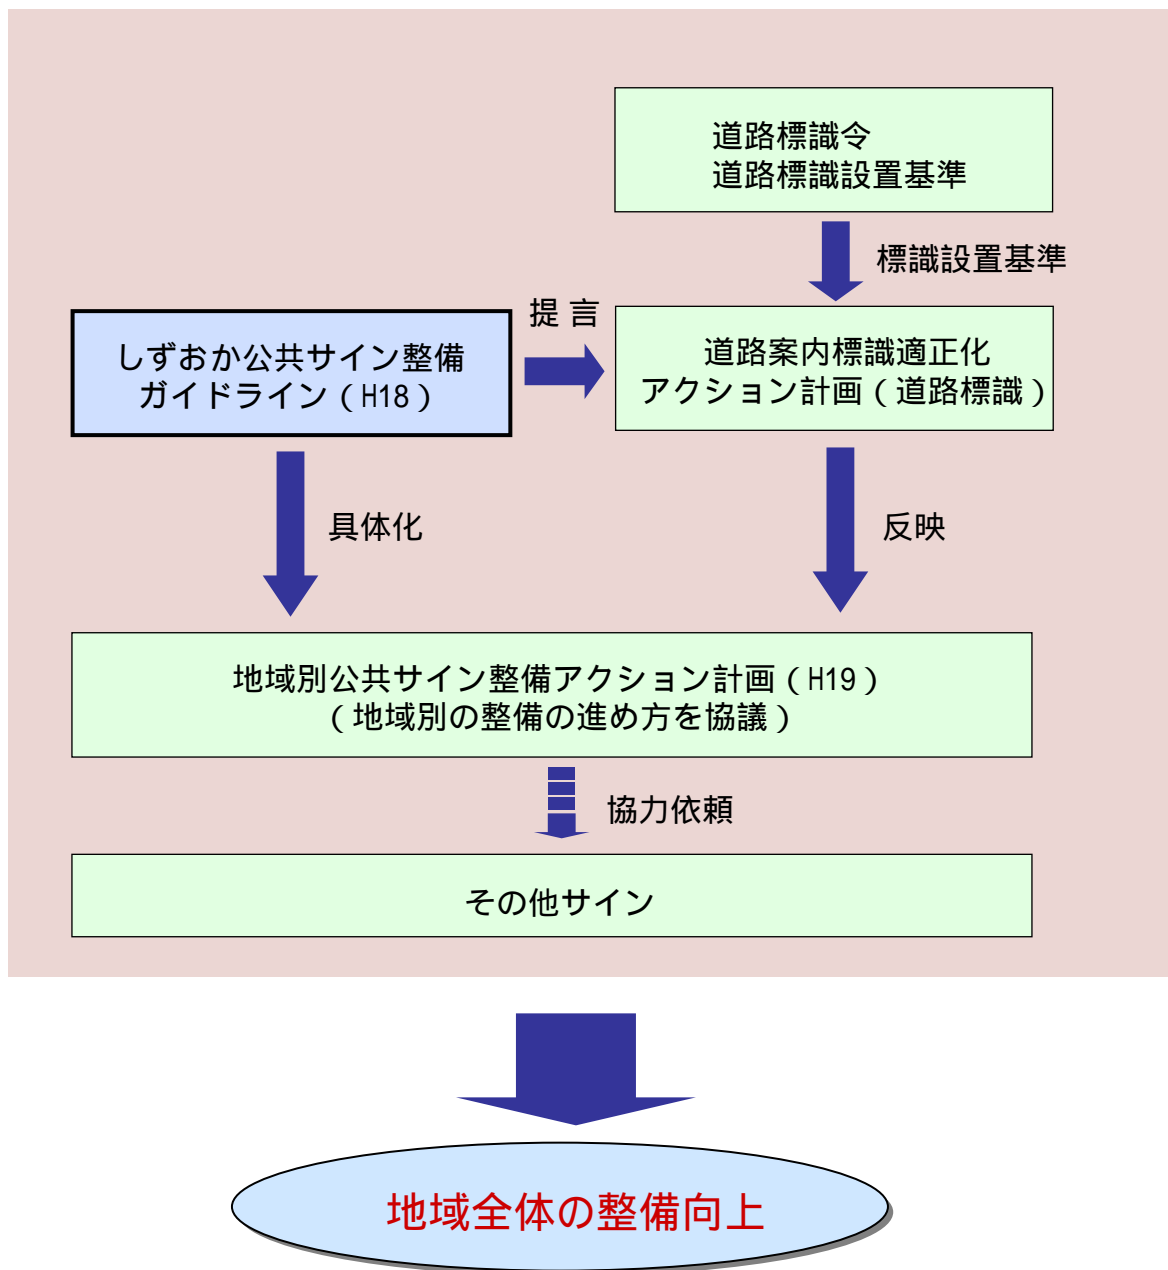 道路標識令
道路標識設置基準
標識設置基準
提 言
しずおか公共サイン整備
ガイドライン（H18）
道路案内標識適正化
アクション計画（道路標識）
具体化
反映
地域別公共サイン整備アクション計画（H19）
（地域別の整備の進め方を協議）
協力依頼
その他サイン
地域全体の整備向上